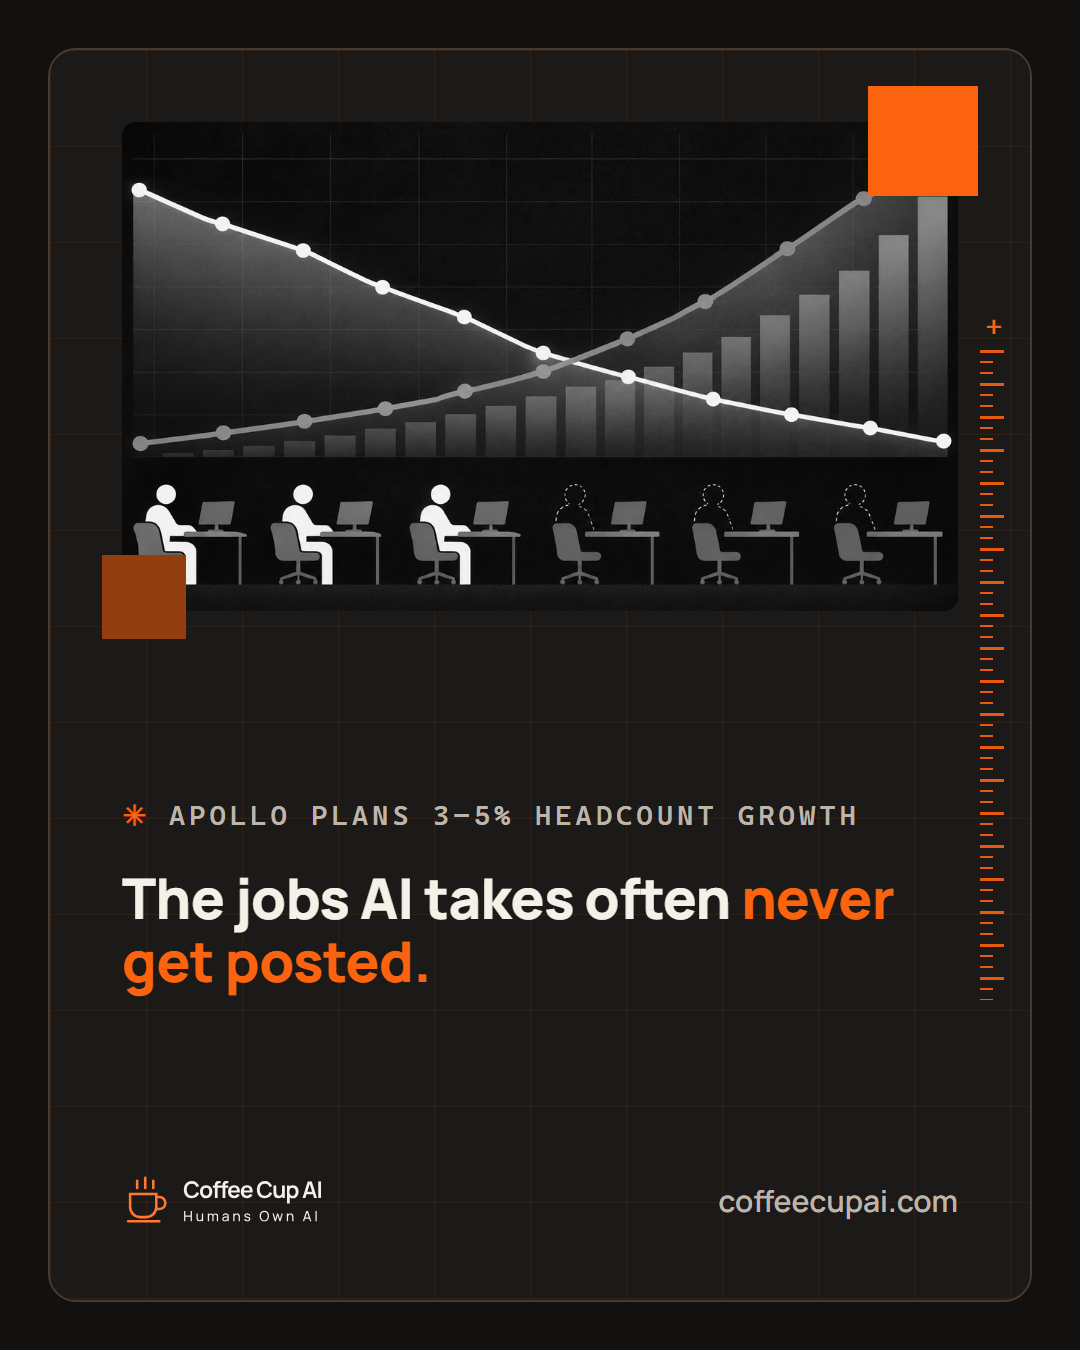 +
✳ APOLLO PLANS 3–5% HEADCOUNT GROWTH
The jobs AI takes often never
get posted.
Coffee Cup AI
Humans Own AI
coffeecupai.com